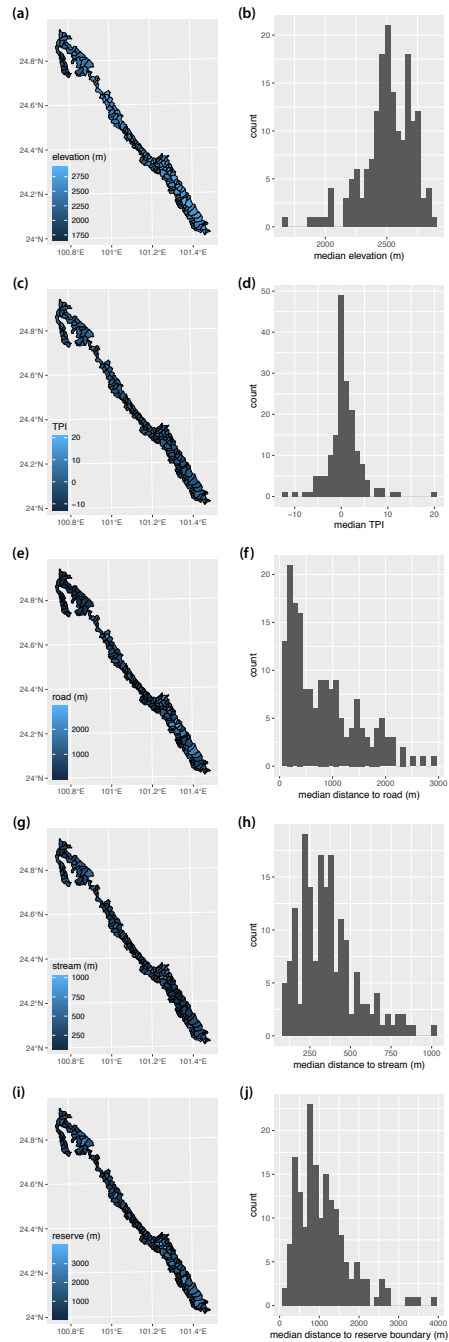 (a)
24.8°N
24.6°N
24.4°N
24.2°N
24°N
elevation (m)
2750
2500
2250
2000
1750
100.8°E 101°E 101.2°E 101.4°E
(b)
20
15
10
5
0
count
2000 2500
median elevation (m)
(c)
24.8°N
24.6°N
24.4°N
24.2°N
24°N
TPI
20
10
0
−10
100.8°E 101°E 101.2°E 101.4°E
(d)
50
40
30
20
10
0
count
−10 0 10 20
median TPI
(e)
24.8°N
24.6°N
24.4°N
24.2°N
24°N
road (m)
2000
1000
100.8°E 101°E 101.2°E 101.4°E
(f)
20
15
10
5
0
count
0 1000 2000 3000
median distance to road (m)
(g)
24.8°N
24.6°N
24.4°N
24.2°N
24°N
stream (m)
1000
750
500
250
100.8°E 101°E 101.2°E 101.4°E
(h)
15
10
5
0
count
250 500 750 1000
median distance to stream (m)
(i)
24.8°N
24.6°N
24.4°N
24.2°N
24°N
reserve (m)
3000
2000
1000
100.8°E 101°E 101.2°E 101.4°E
(j)
20
15
10
5
0
count
0 1000 2000 3000 4000
median distance to reserve boundary (m)